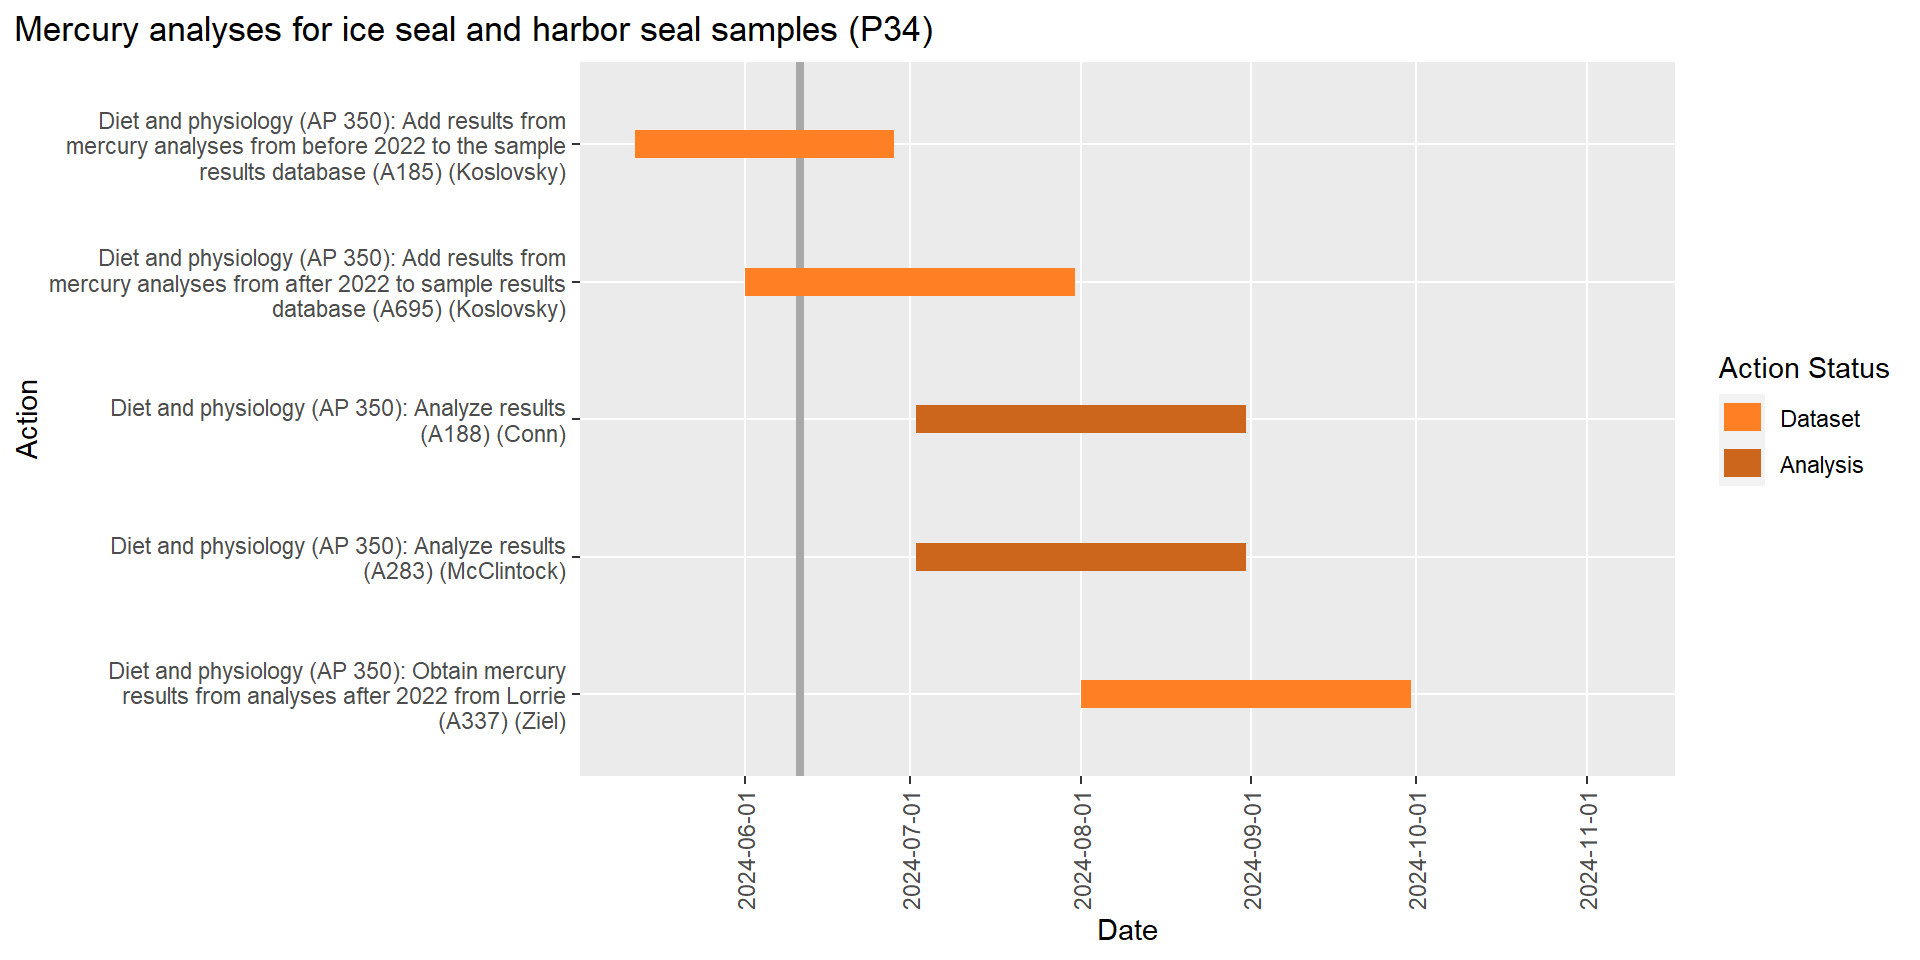 Mercury analyses for ice seal and harbor seal samples (P34)
Diet and physiology (AP 350): Add results from
mercury analyses from before 2022 to the sample
results database (A185) (Koslovsky)
Diet and physiology (AP 350): Add results from
mercury analyses from after 2022 to sample results
database (A695) (Koslovsky)
Diet and physiology (AP 350): Analyze results
(A188) (Conn)
Diet and physiology (AP 350): Analyze results
(A283) (McClintock)
Diet and physiology (AP 350): Obtain mercury
results from analyses after 2022 from Lorrie
(A337) (Ziel)
Action
2024-06-01
2024-07-01
2024-08-01
2024-09-01
2024-10-01
2024-11-01
Date
Action Status
Dataset
Analysis